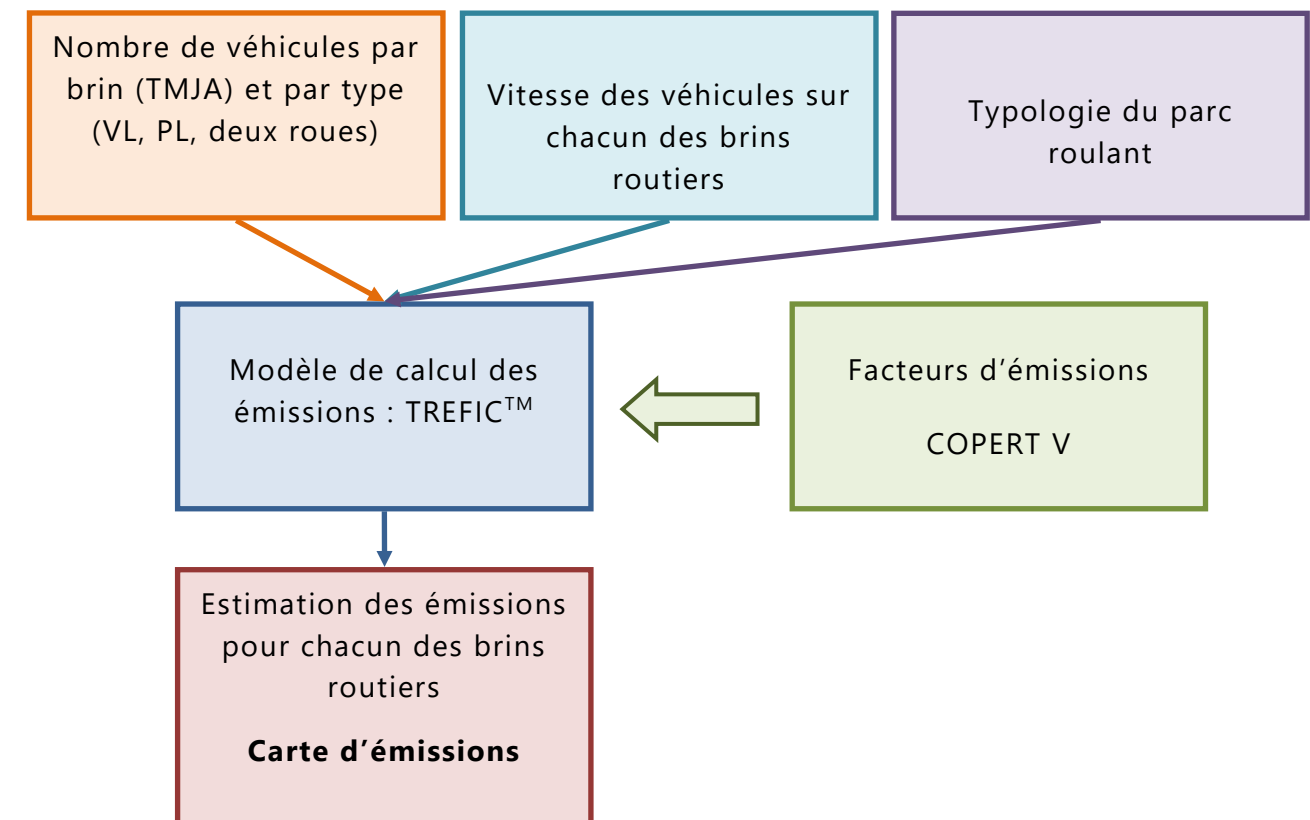 Nombre de véhicules par
brin (TMJA) et par type
(VL, PL, deux roues)
Vitesse des véhicules sur
chacun des brins
routiers
Typologie du parc
roulant
Modèle de calcul des
émissions : TREFIC™
Facteurs d’émissions
COPERT V
Estimation des émissions
pour chacun des brins
routiers
Carte d’émissions